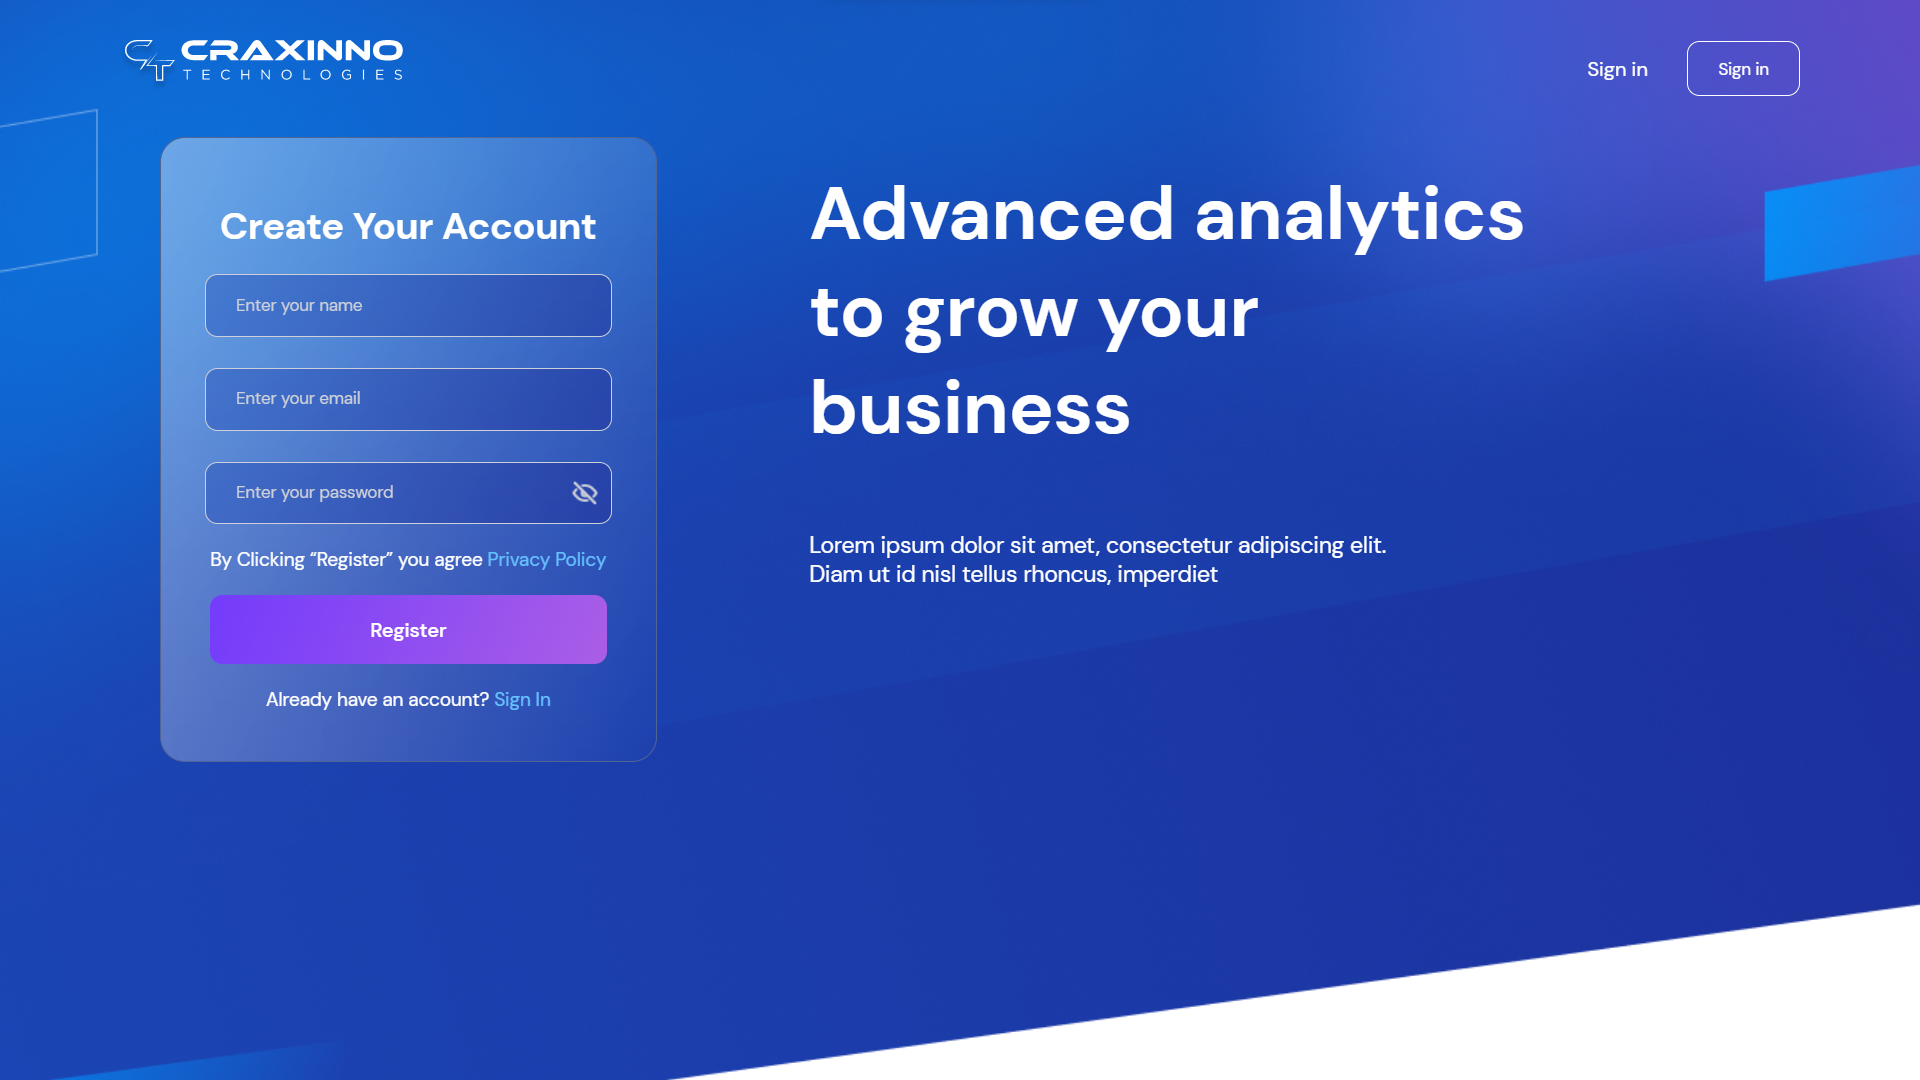 CRAXINNO
TECHNOLOGIES
Sign in
Sign in
Create Your Account
Enter your name
Enter your email
Enter your password
By Clicking “Register” you agree Privacy Policy
Register
Already have an account? Sign In
Advanced analytics
to grow your
business
Lorem ipsum dolor sit amet, consectetur adipiscing elit.
Diam ut id nisl tellus rhoncus, imperdiet